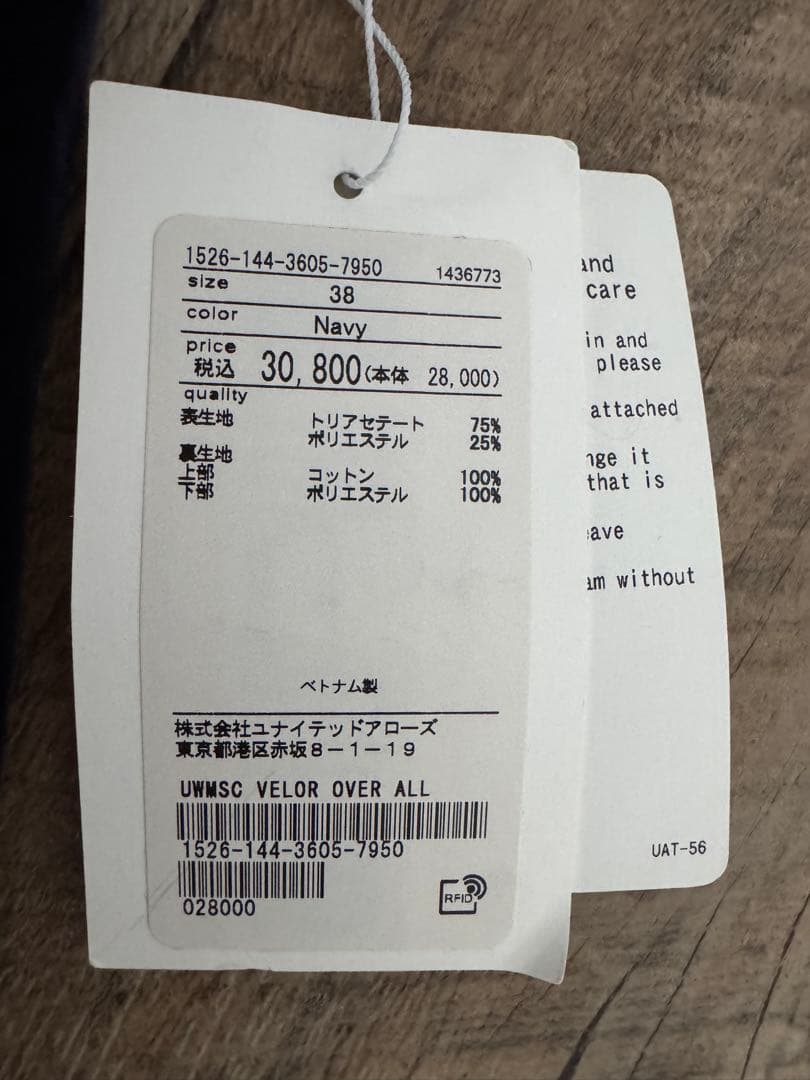 1526-144-3605-7950 1436773
size
38
color
Navy
price
税込 30,800(本体 28,000)
quality
表生地 トリアセテート 75%
ポリエステル 25%
裏生地
上部 コットン 100%
下部 ポリエステル 100%
ベトナム製
株式会社ユナイテッドアローズ
東京都港区赤坂8-1-19
UWMSC VELOR OVER ALL
1526-144-3605-7950
028000
RFID
and
care
in and
please
attached
it
that is
without
UAT-56